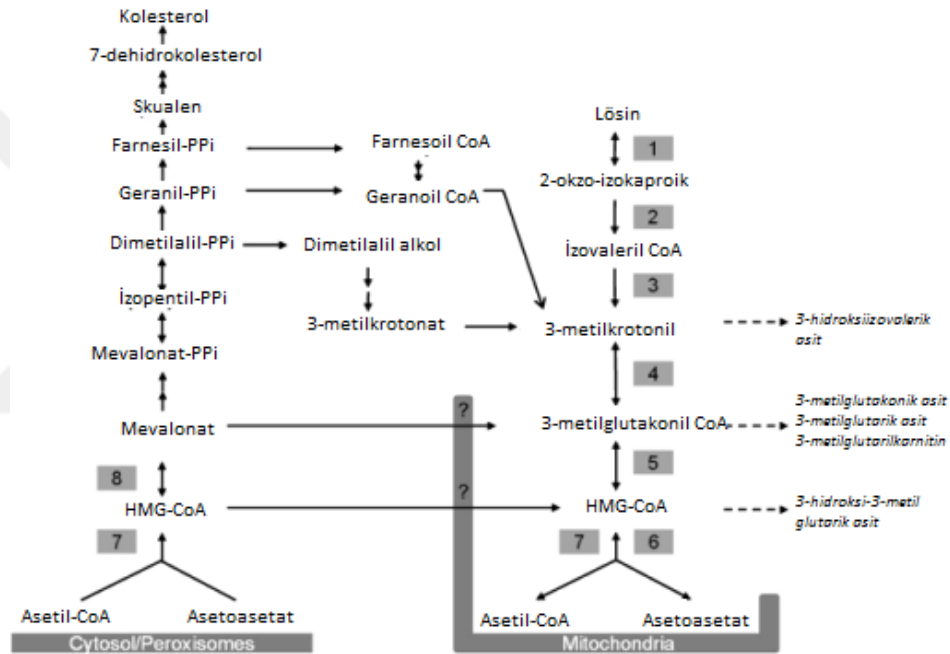 Kolesterol
7-dehidrokolesterol
Skualen
Farnesil-PPi
Farnesoil CoA
Geranil-PPi
Geranoil CoA
Dimetilalil-PPi
Dimetilalil alkol
İzopentil-PPi
3-metilkrotonat
Mevalonat-PPi
Mevalonat
8
HMG-CoA
7
Asetil-CoA
Asetoasetat
Cytosol/Peroxisomes
Lösin
1
2-okzo-izokaproik
2
İzovaleril CoA
3
3-metilkrotonil
3-hidroksiizovalerik
asit
4
?
3-metilglutakonil CoA
3-metilglutakonik asit
3-metilglutarik asit
3-metilglutarilkarnitin
5
?
HMG-CoA
3-hidroksi-3-metil
glutarik asit
7
6
Asetil-CoA
Asetoasetat
Mitochondria